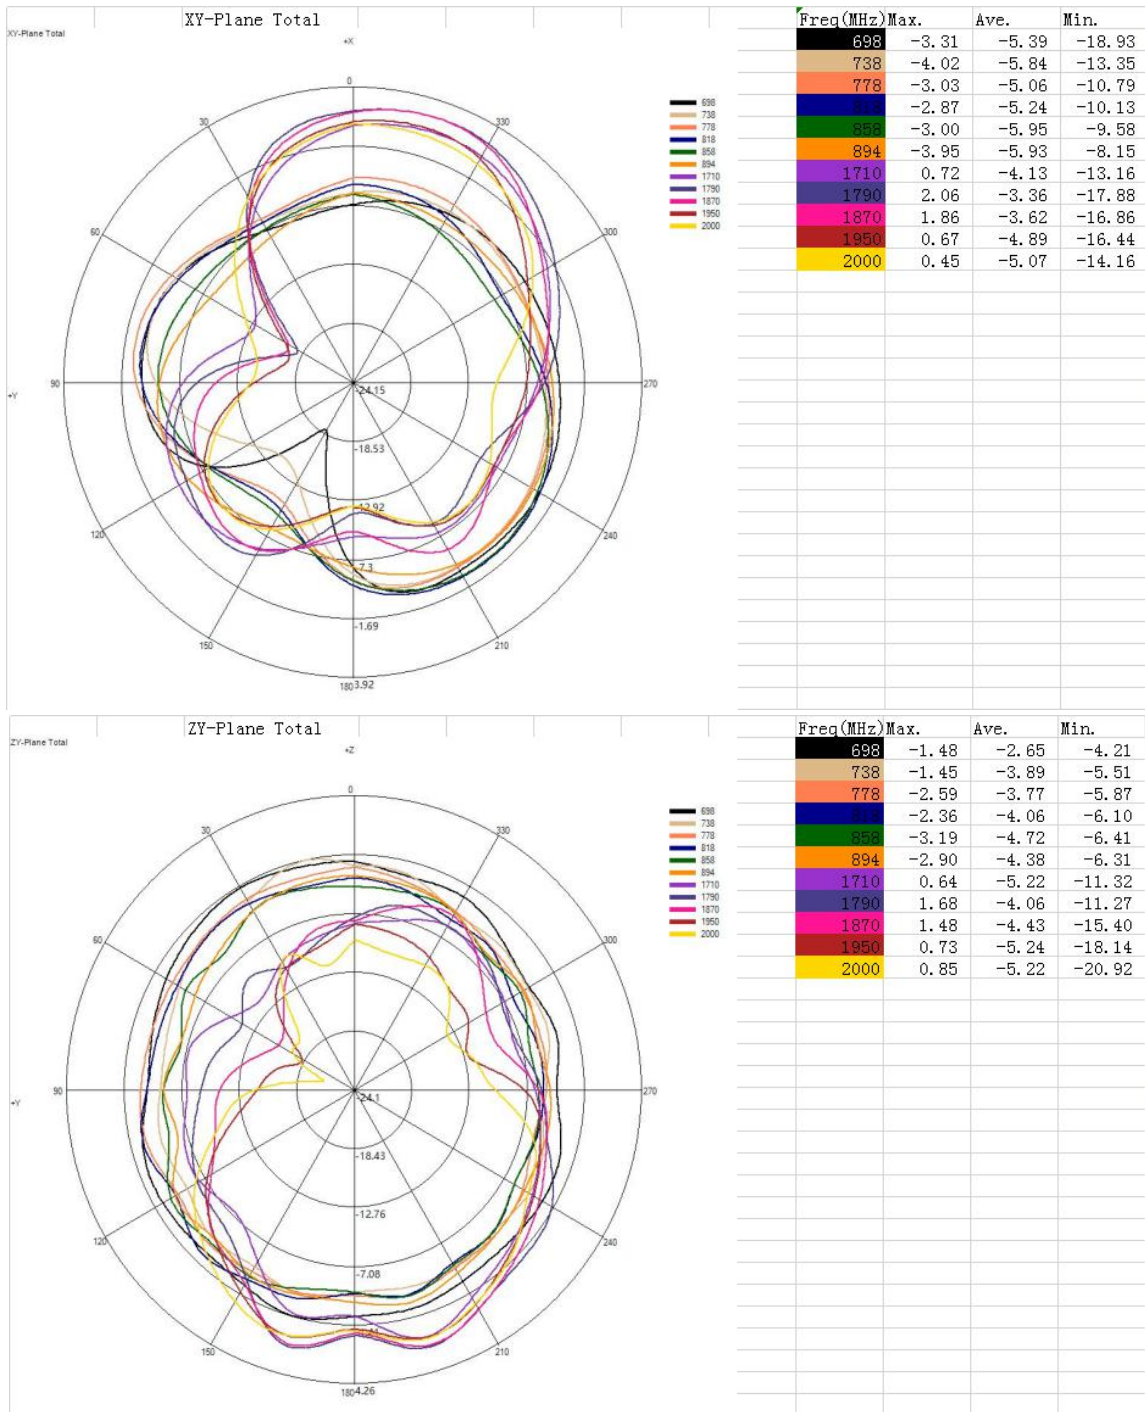 XY-Plane Total
XY-Plane Total
+X
0
30
330
60
300
90
270
+Y
120
240
150
210
180
-24.15
-18.53
-12.92
-7.3
-1.69
3.92
698
738
778
818
858
894
1710
1790
1870
1950
2000
Freq(MHz) Max. Ave. Min.
698 -3.31 -5.39 -18.93
738 -4.02 -5.84 -13.35
778 -3.03 -5.06 -10.79
818 -2.87 -5.24 -10.13
858 -3.00 -5.95 -9.58
894 -3.95 -5.93 -8.15
1710 0.72 -4.13 -13.16
1790 2.06 -3.36 -17.88
1870 1.86 -3.62 -16.86
1950 0.67 -4.89 -16.44
2000 0.45 -5.07 -14.16
ZY-Plane Total
ZY-Plane Total
+Z
0
30
330
60
300
90
270
+Y
120
240
150
210
180
-24.1
-18.43
-12.76
-7.08
4.26
698
738
778
818
858
894
1710
1790
1870
1950
2000
Freq(MHz) Max. Ave. Min.
698 -1.48 -2.65 -4.21
738 -1.45 -3.89 -5.51
778 -2.59 -3.77 -5.87
818 -2.36 -4.06 -6.10
858 -3.19 -4.72 -6.41
894 -2.90 -4.38 -6.31
1710 0.64 -5.22 -11.32
1790 1.68 -4.06 -11.27
1870 1.48 -4.43 -15.40
1950 0.73 -5.24 -18.14
2000 0.85 -5.22 -20.92